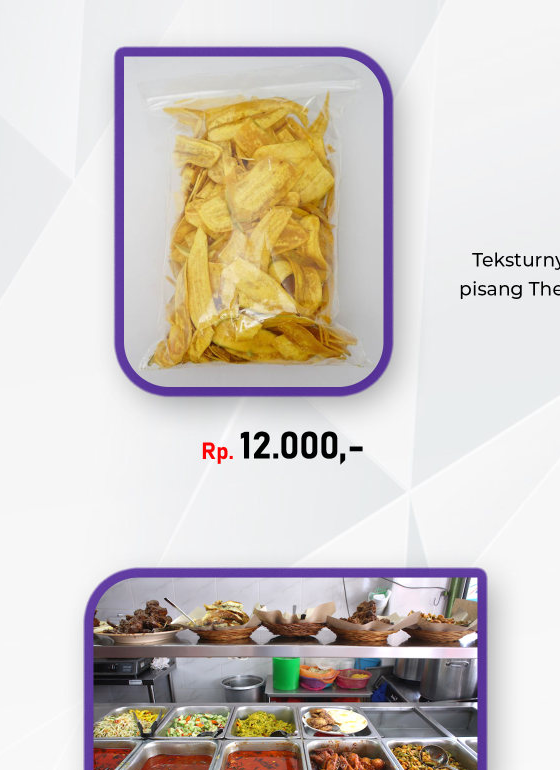 Teksturny
pisang The
Rp. 12.000,-